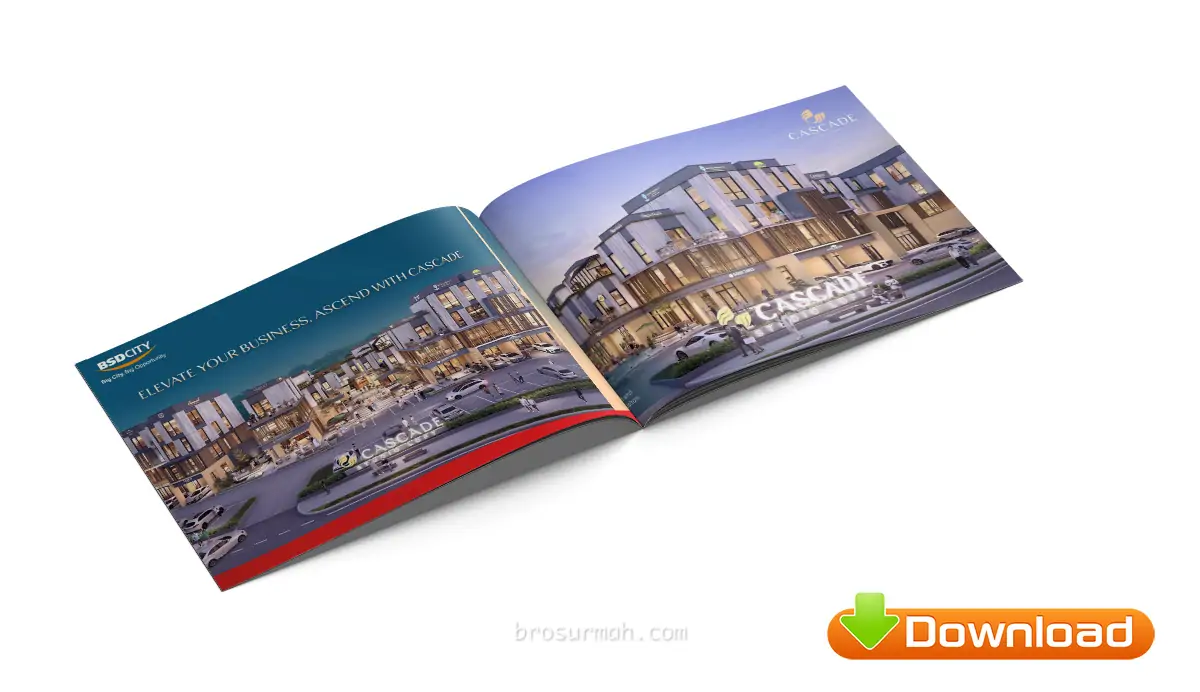 BSDCITY
Big City, Big Opportunity
ELEVATE YOUR BUSINESS, ASCEND WITH CASCADE
CASCADE
CASCADE
CASCADE
brosurmah.com
Download